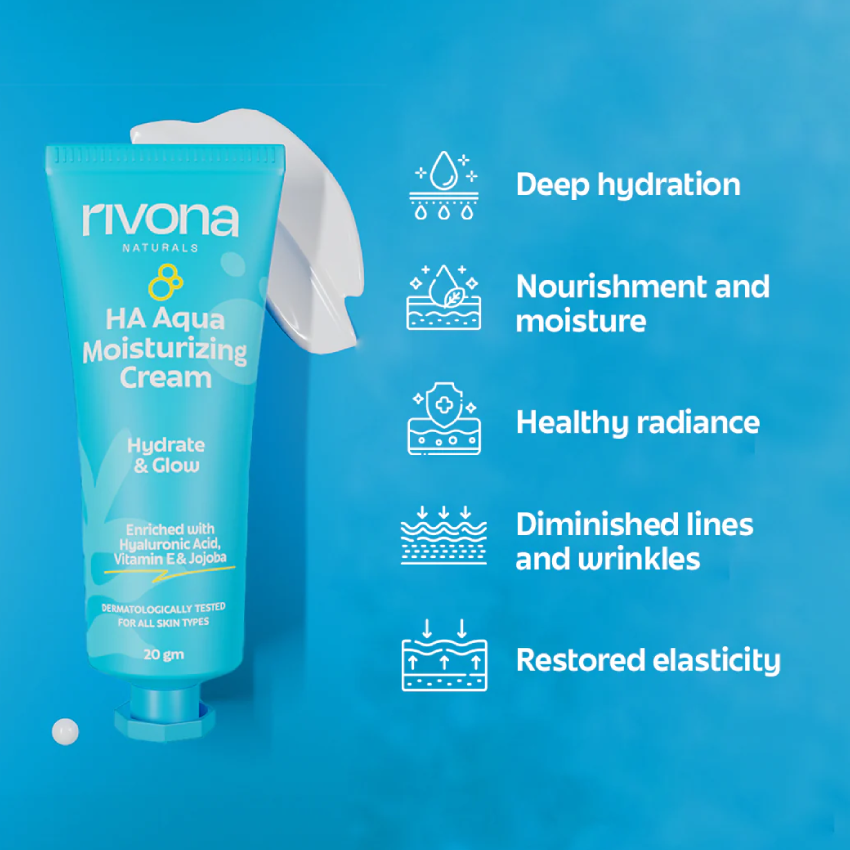 rivona
NATURALS
HA Aqua
Moisturizing
Cream
Hydrate
& Glow
Enriched with
Hyaluronic Acid,
Vitamin E & Jojoba
DERMATOLOGICALLY TESTED
FOR ALL SKIN TYPES
20 gm
Deep hydration
Nourishment and
moisture
Healthy radiance
Diminished lines
and wrinkles
Restored elasticity